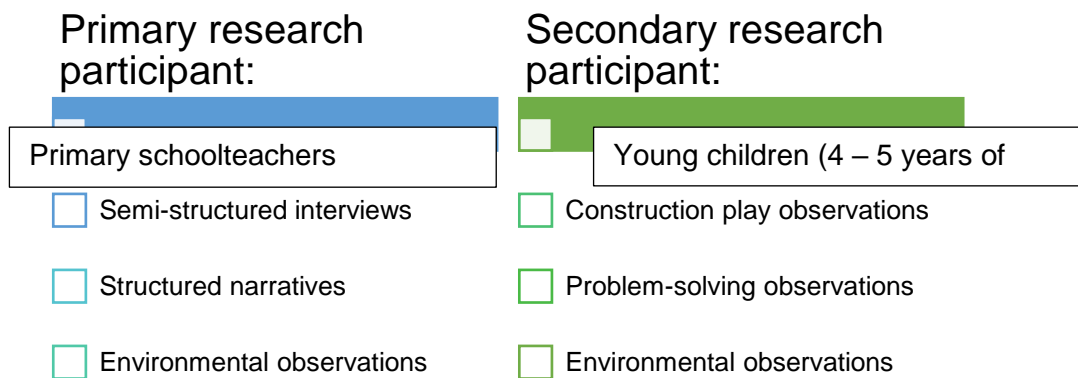 Primary research
participant:
Primary schoolteachers
Semi-structured interviews
Structured narratives
Environmental observations
Secondary research
participant:
Young children (4 – 5 years of
Construction play observations
Problem-solving observations
Environmental observations